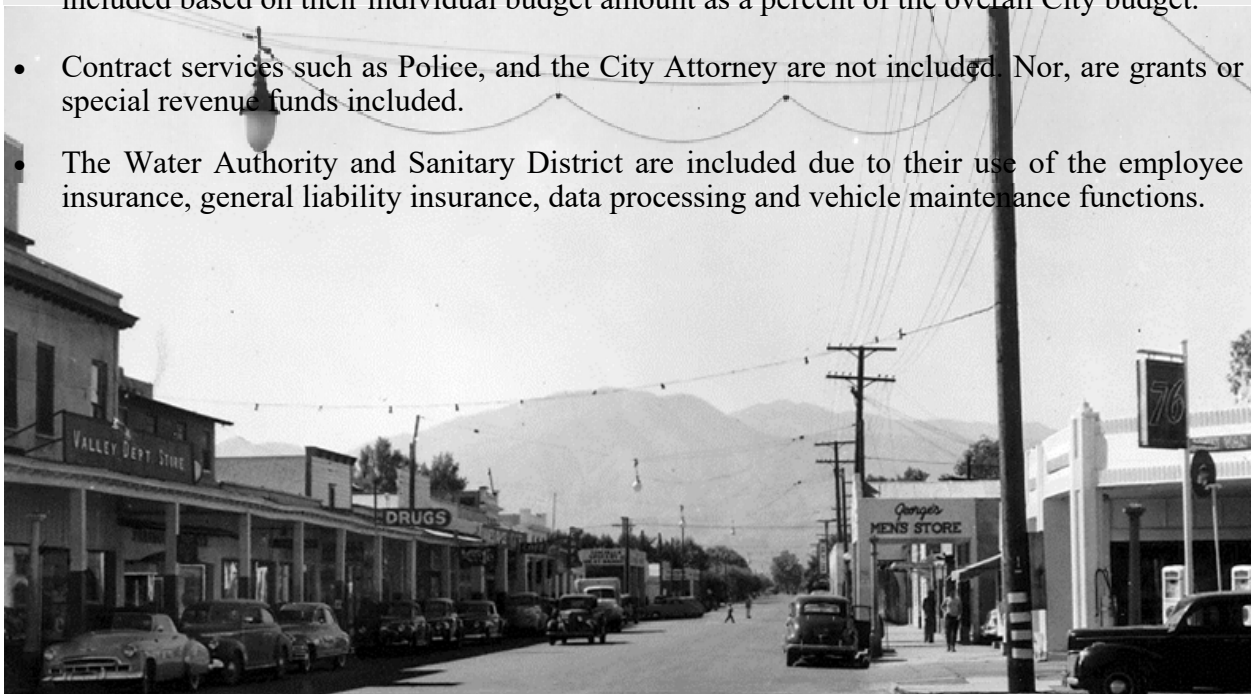 included based on their individual budget amount as a percent of the overall City budget.
• Contract services such as Police, and the City Attorney are not included. Nor, are grants or
special revenue funds included.
• The Water Authority and Sanitary District are included due to their use of the employee
insurance, general liability insurance, data processing and vehicle maintenance functions.
VALLEY DEPT STORE
DRUGS
George's
MENS STORE
76